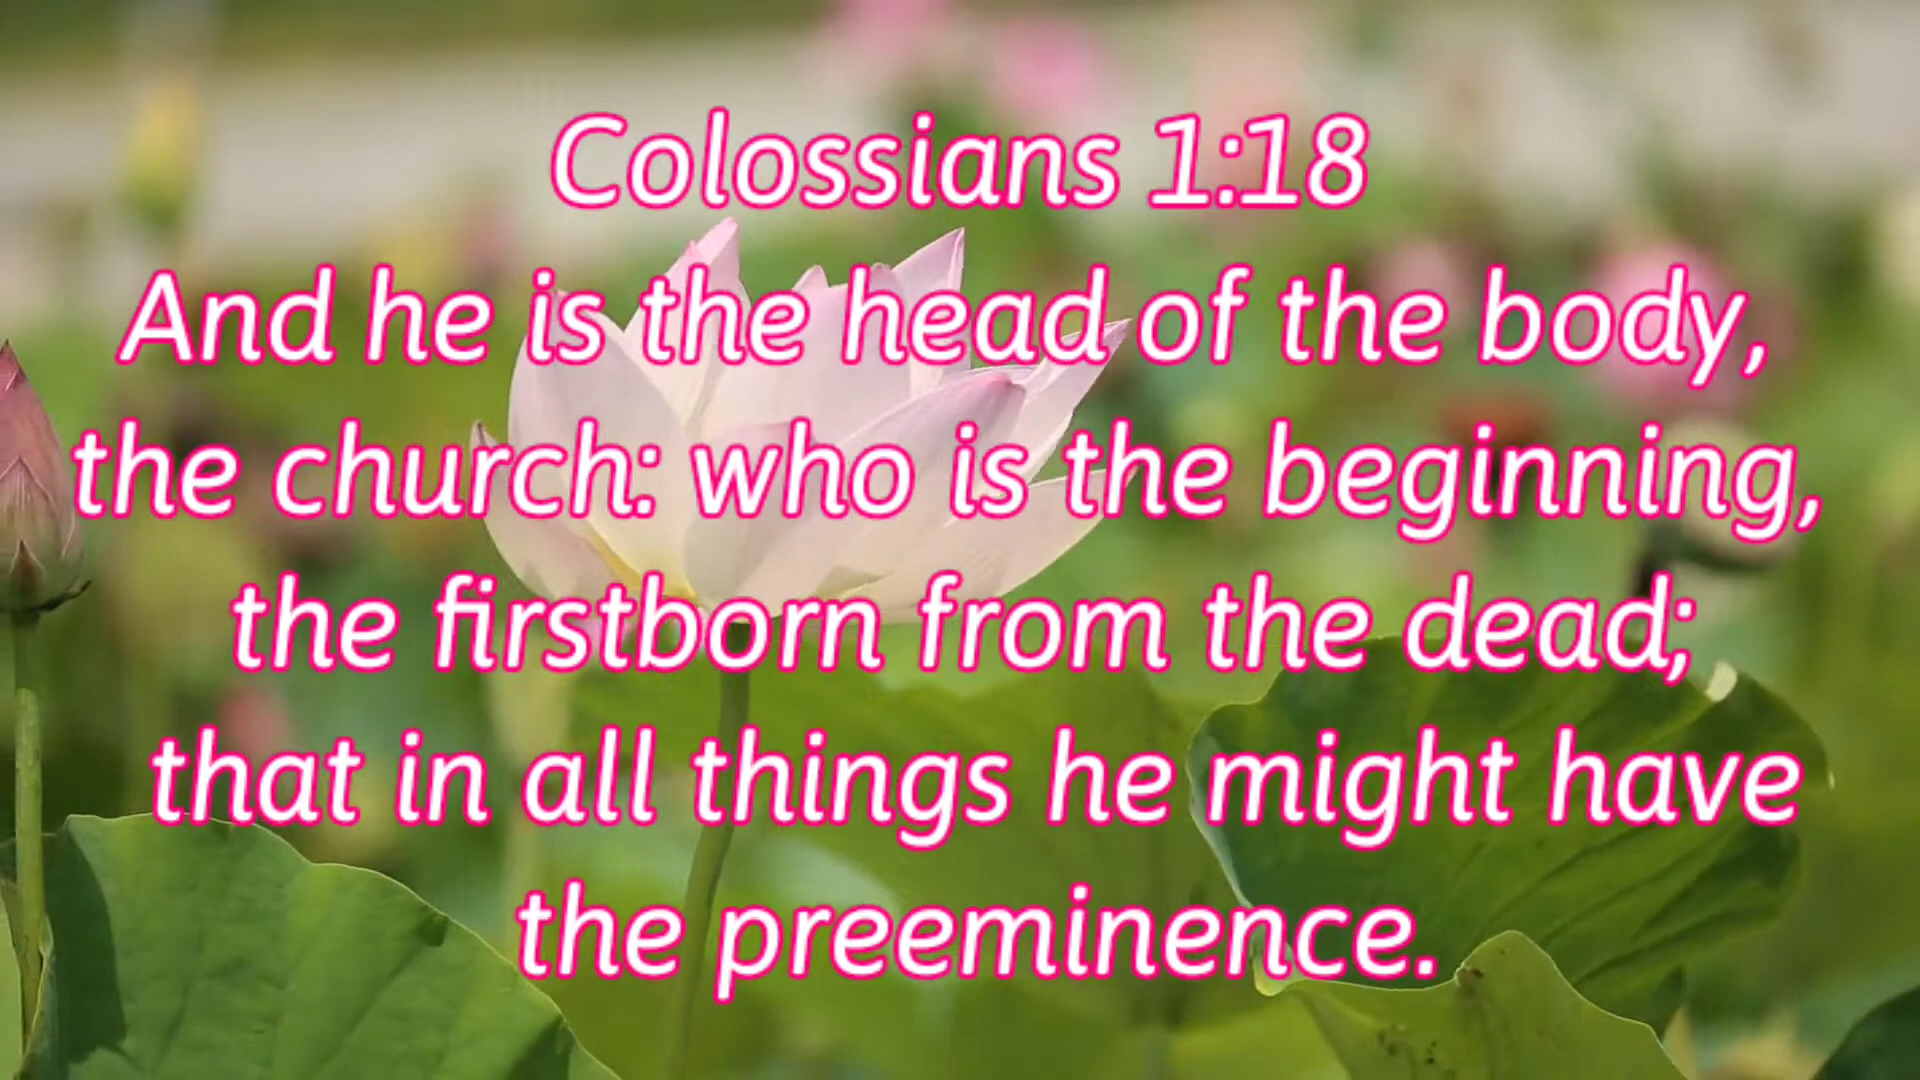 Colossians 1:18
And he is the head of the body,
the church: who is the beginning,
the firstborn from the dead;
that in all things he might have
the preeminence.